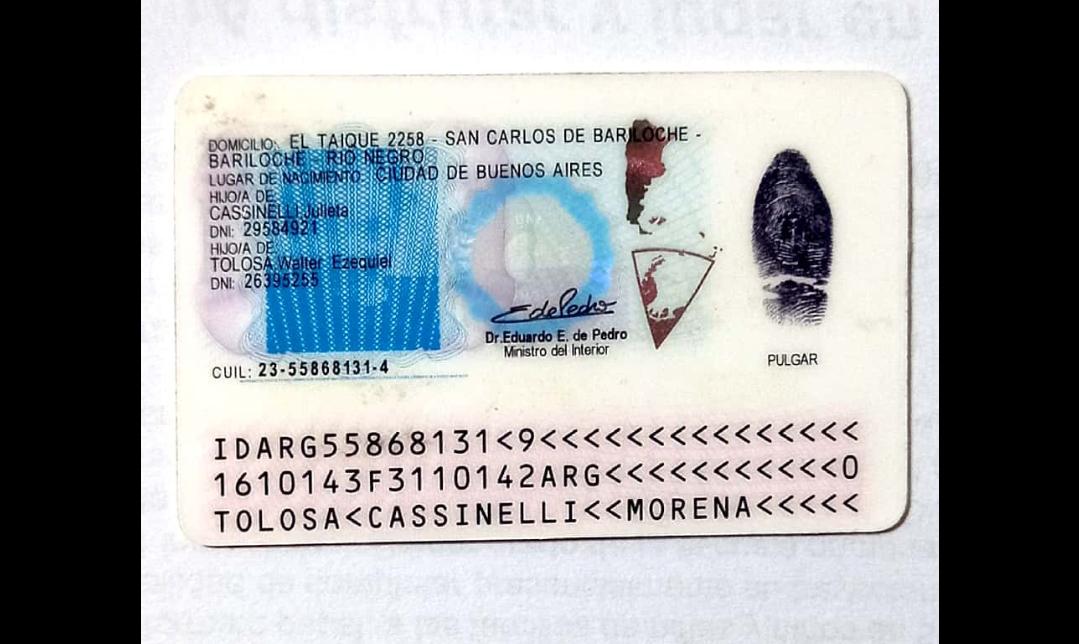 DOMICILIO: EL TAIQUE 2258 - SAN CARLOS DE BARILOCHE -
BARILOCHE - RIO NEGRO
LUGAR DE NACIMIENTO: CIUDAD DE BUENOS AIRES
HIJO/A DE
CASSINELLI Julieta
DNI: 29584921
HIJO/A DE
TOLOSA Walter Ezequiel
DNI: 26395255
EdePedro
Dr.Eduardo E. de Pedro
Ministro del Interior
PULGAR
CUIL: 23-55868131-4
IDARG55868131<9<<<<<<<<<<<<<<<
1610143F3110142ARG<<<<<<<<<<<0
TOLOSA<CASSINELLI<<MORENA<<<<<